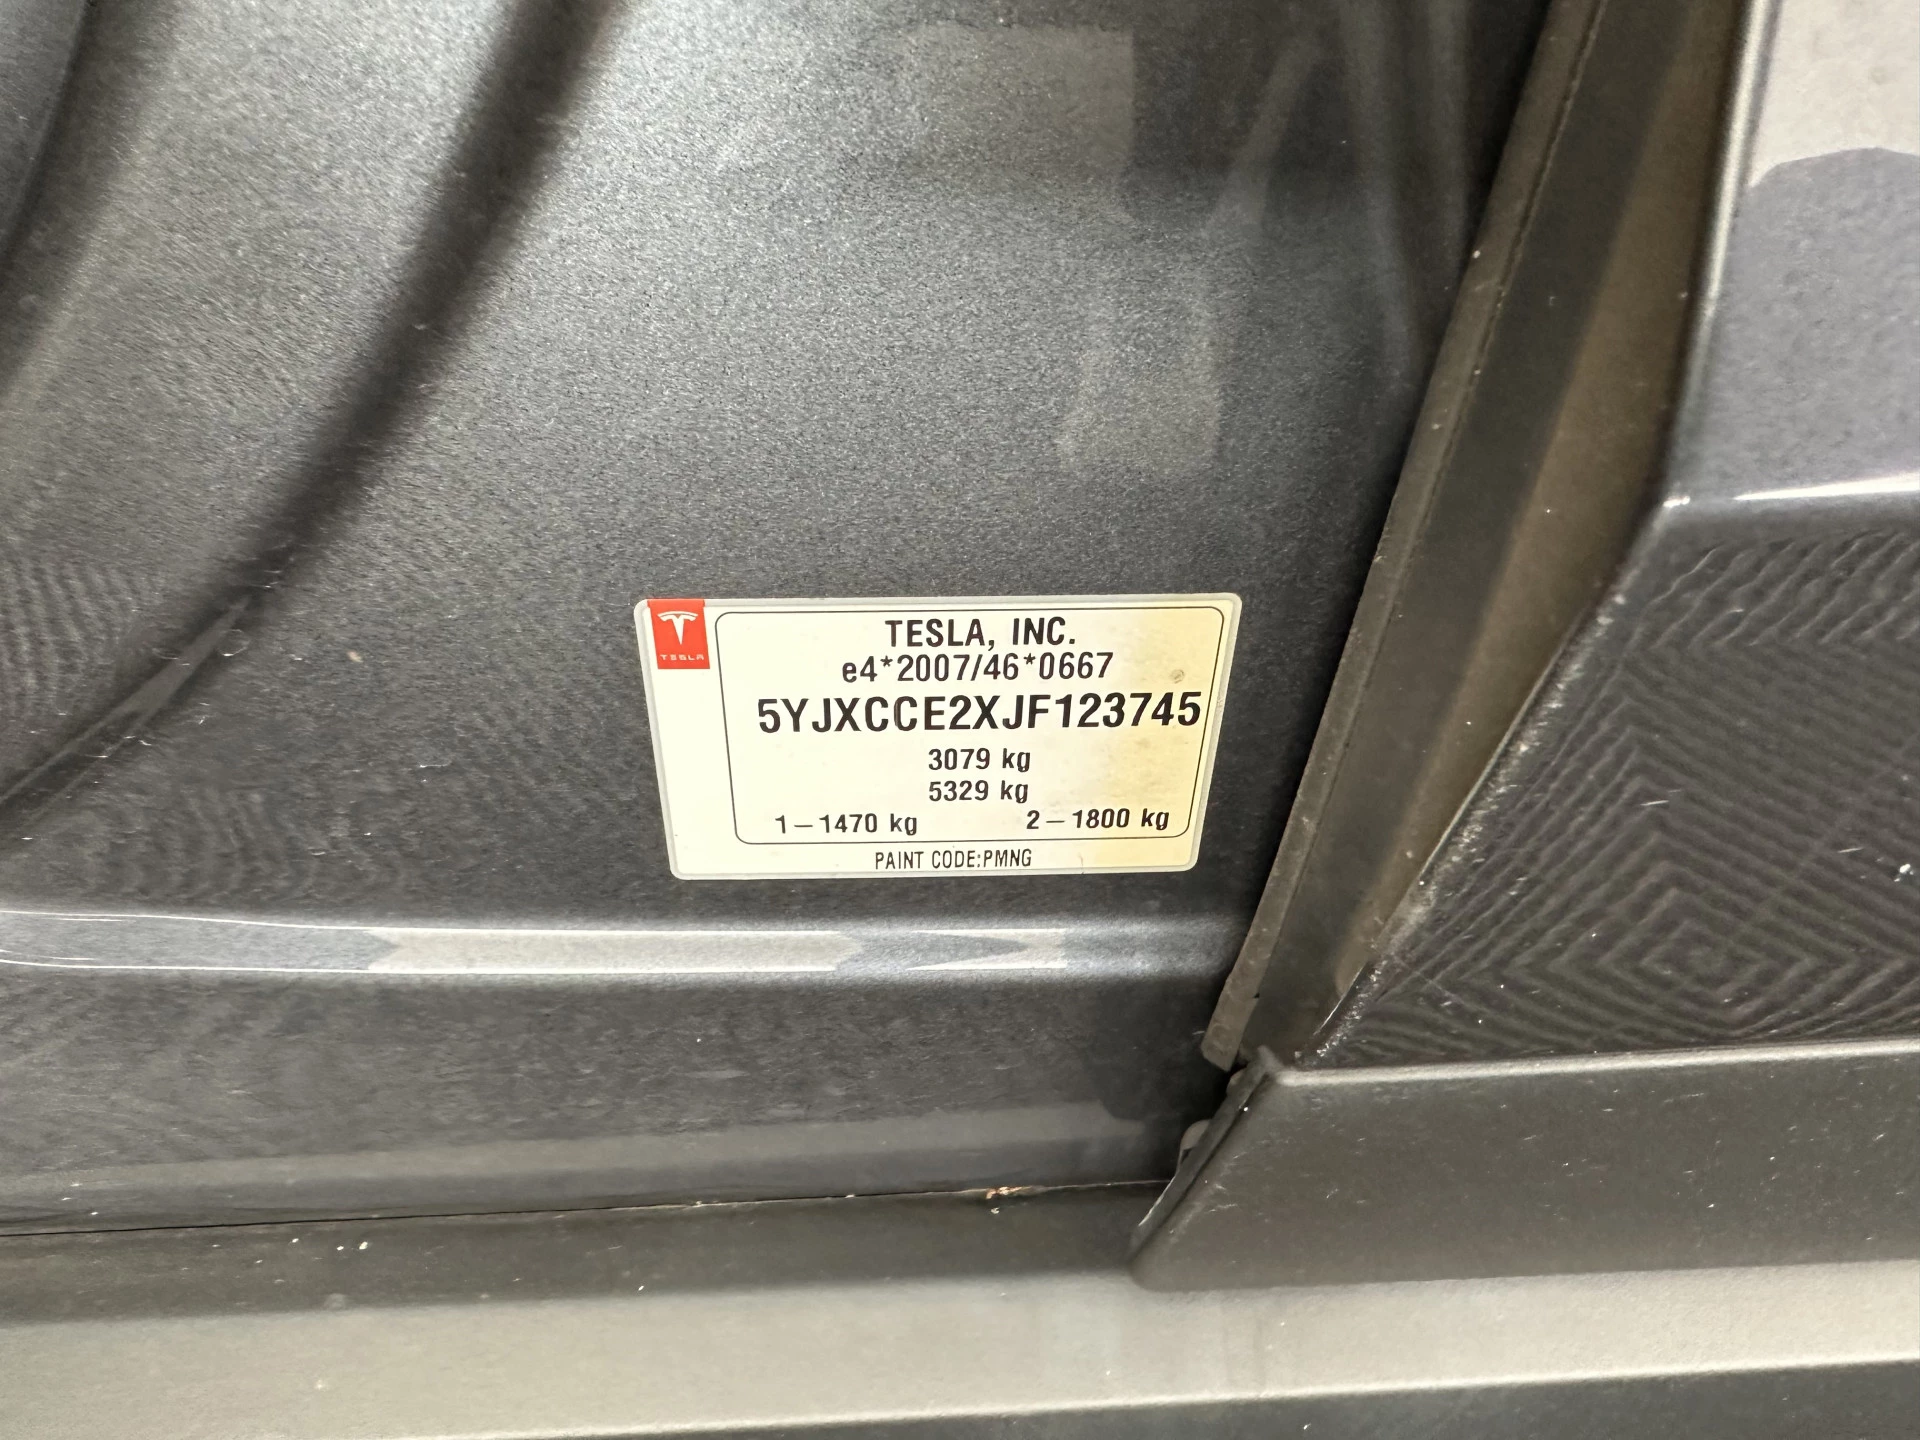 TESLA
TESLA, INC.
e4*2007/46*0667
5YJXCCE2XJF123745
3079 kg
5329 kg
1–1470 kg 2–1800 kg
PAINT CODE:PMNG